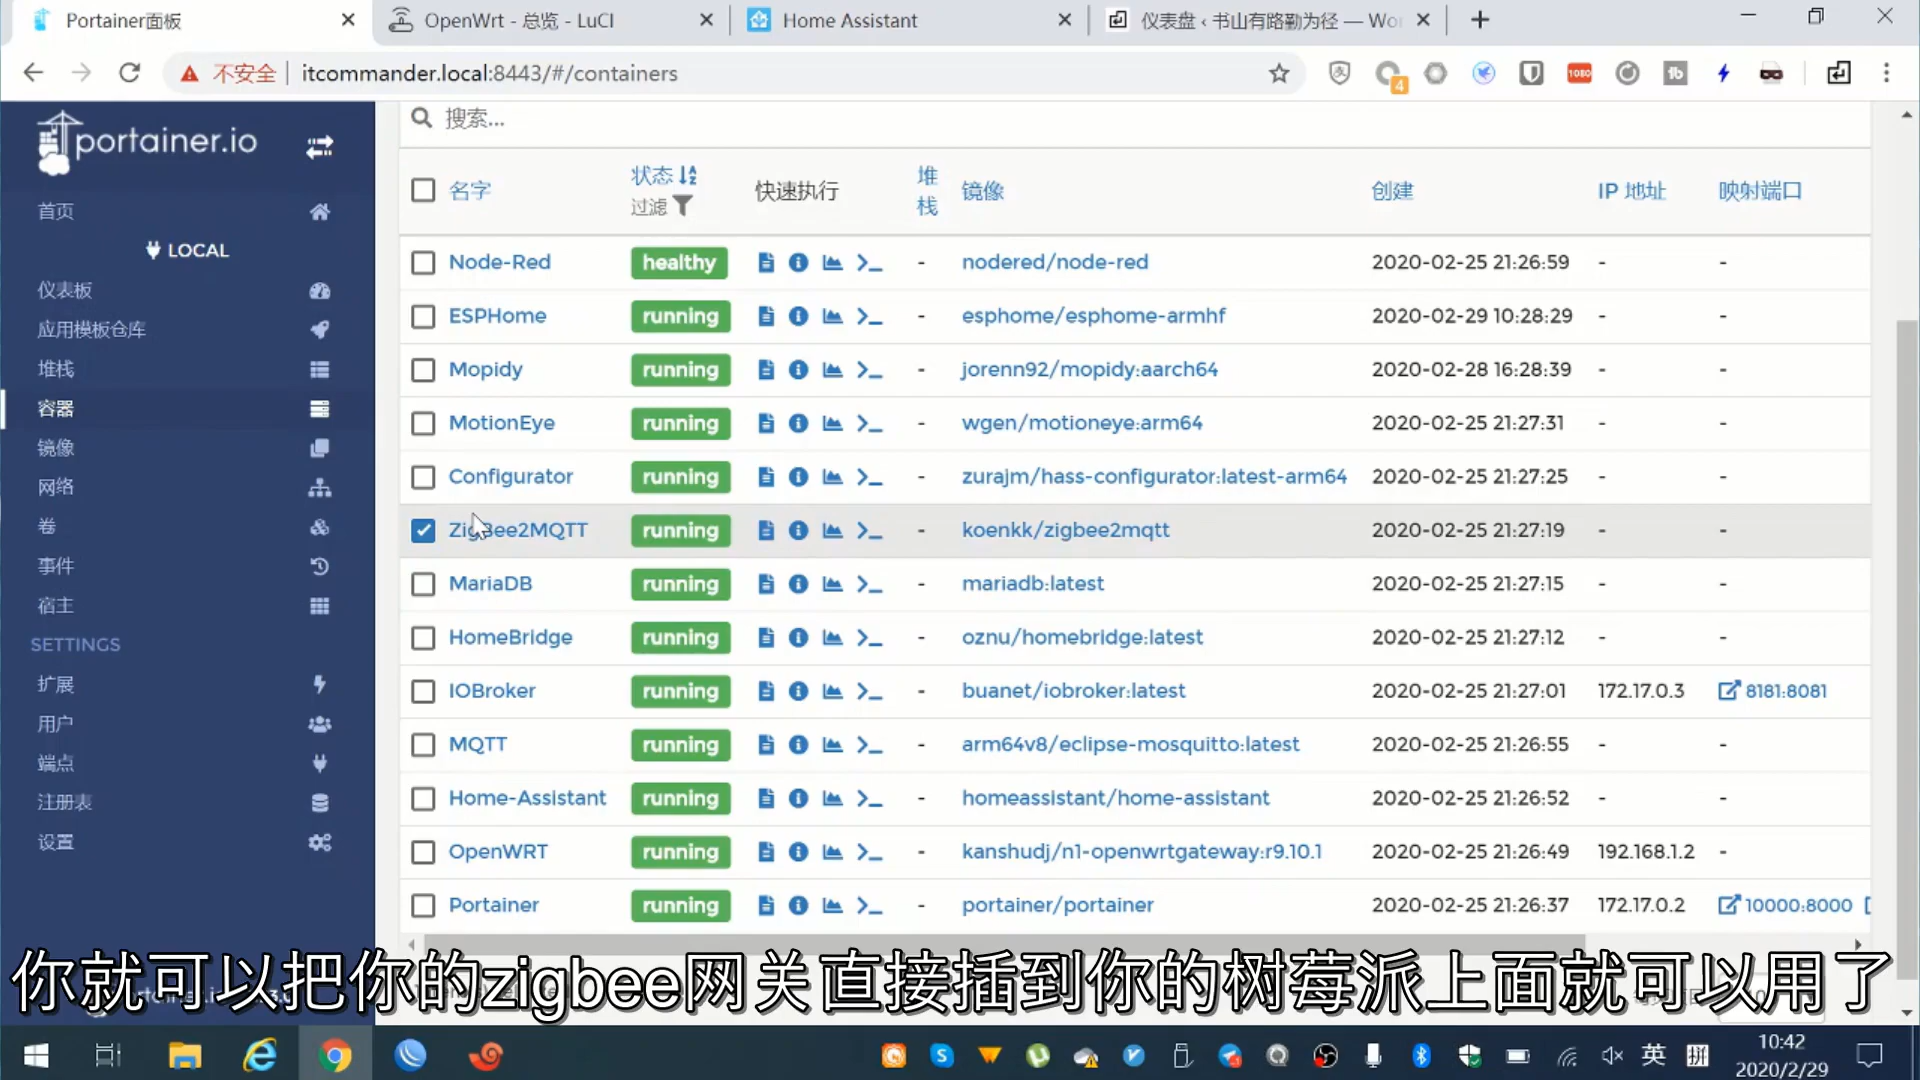 Portainer面板
OpenWrt - 总览 - LuCI
Home Assistant
仪表盘 ‹ 书山有路勤为径 — Wor
不安全
itcommander.local:8443/#/containers
4
1080
portainer.io
首页
LOCAL
仪表板
应用模板仓库
堆栈
容器
镜像
网络
卷
事件
宿主
SETTINGS
扩展
用户
端点
注册表
设置
搜索...
名字 状态 过滤 快速执行 堆栈 镜像 创建 IP 地址 映射端口
Node-Red healthy - nodered/node-red 2020-02-25 21:26:59 - -
ESPHome running - esphome/esphome-armhf 2020-02-29 10:28:29 - -
Mopidy running - jorenn92/mopidy:aarch64 2020-02-28 16:28:39 - -
MotionEye running - wgen/motioneye:arm64 2020-02-25 21:27:31 - -
Configurator running - zurajm/hass-configurator:latest-arm64 2020-02-25 21:27:25 - -
ZigBee2MQTT running - koenkk/zigbee2mqtt 2020-02-25 21:27:19 - -
MariaDB running - mariadb:latest 2020-02-25 21:27:15 - -
HomeBridge running - oznu/homebridge:latest 2020-02-25 21:27:12 - -
IOBroker running - buanet/iobroker:latest 2020-02-25 21:27:01 172.17.0.3 8181:8081
MQTT running - arm64v8/eclipse-mosquitto:latest 2020-02-25 21:26:55 - -
Home-Assistant running - homeassistant/home-assistant 2020-02-25 21:26:52 - -
OpenWRT running - kanshudj/n1-openwrtgateway:r9.10.1 2020-02-25 21:26:49 192.168.1.2 -
Portainer running - portainer/portainer 2020-02-25 21:26:37 172.17.0.2 10000:8000
你就可以把你的zigbee网关直接插到你的树莓派上面就可以用了
英 拼
10:42
2020/2/29